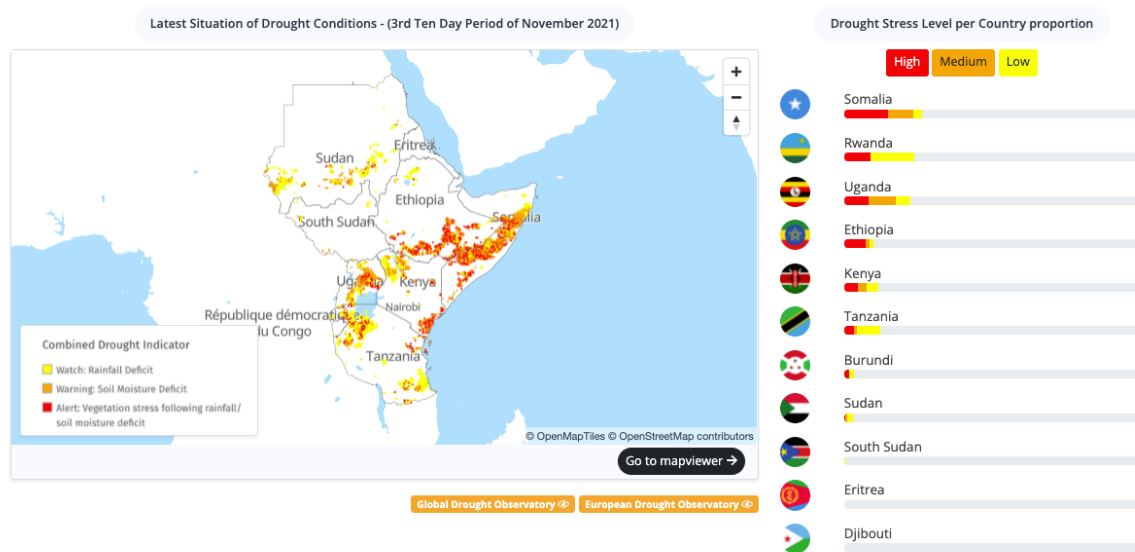 Latest Situation of Drought Conditions - (3rd Ten Day Period of November 2021)
Drought Stress Level per Country proportion
High
Medium
Low
Sudan
Eritrea
Ethiopia
South Sudan
Somalia
Uganda
Kenya
Nairobi
République démocratique
du Congo
Tanzania
Combined Drought Indicator
Watch: Rainfall Deficit
Warning: Soil Moisture Deficit
Alert: Vegetation stress following rainfall/
soil moisture deficit
© OpenMapTiles © OpenStreetMap contributors
Go to mapviewer
Global Drought Observatory
European Drought Observatory
Somalia
Rwanda
Uganda
Ethiopia
Kenya
Tanzania
Burundi
Sudan
South Sudan
Eritrea
Djibouti